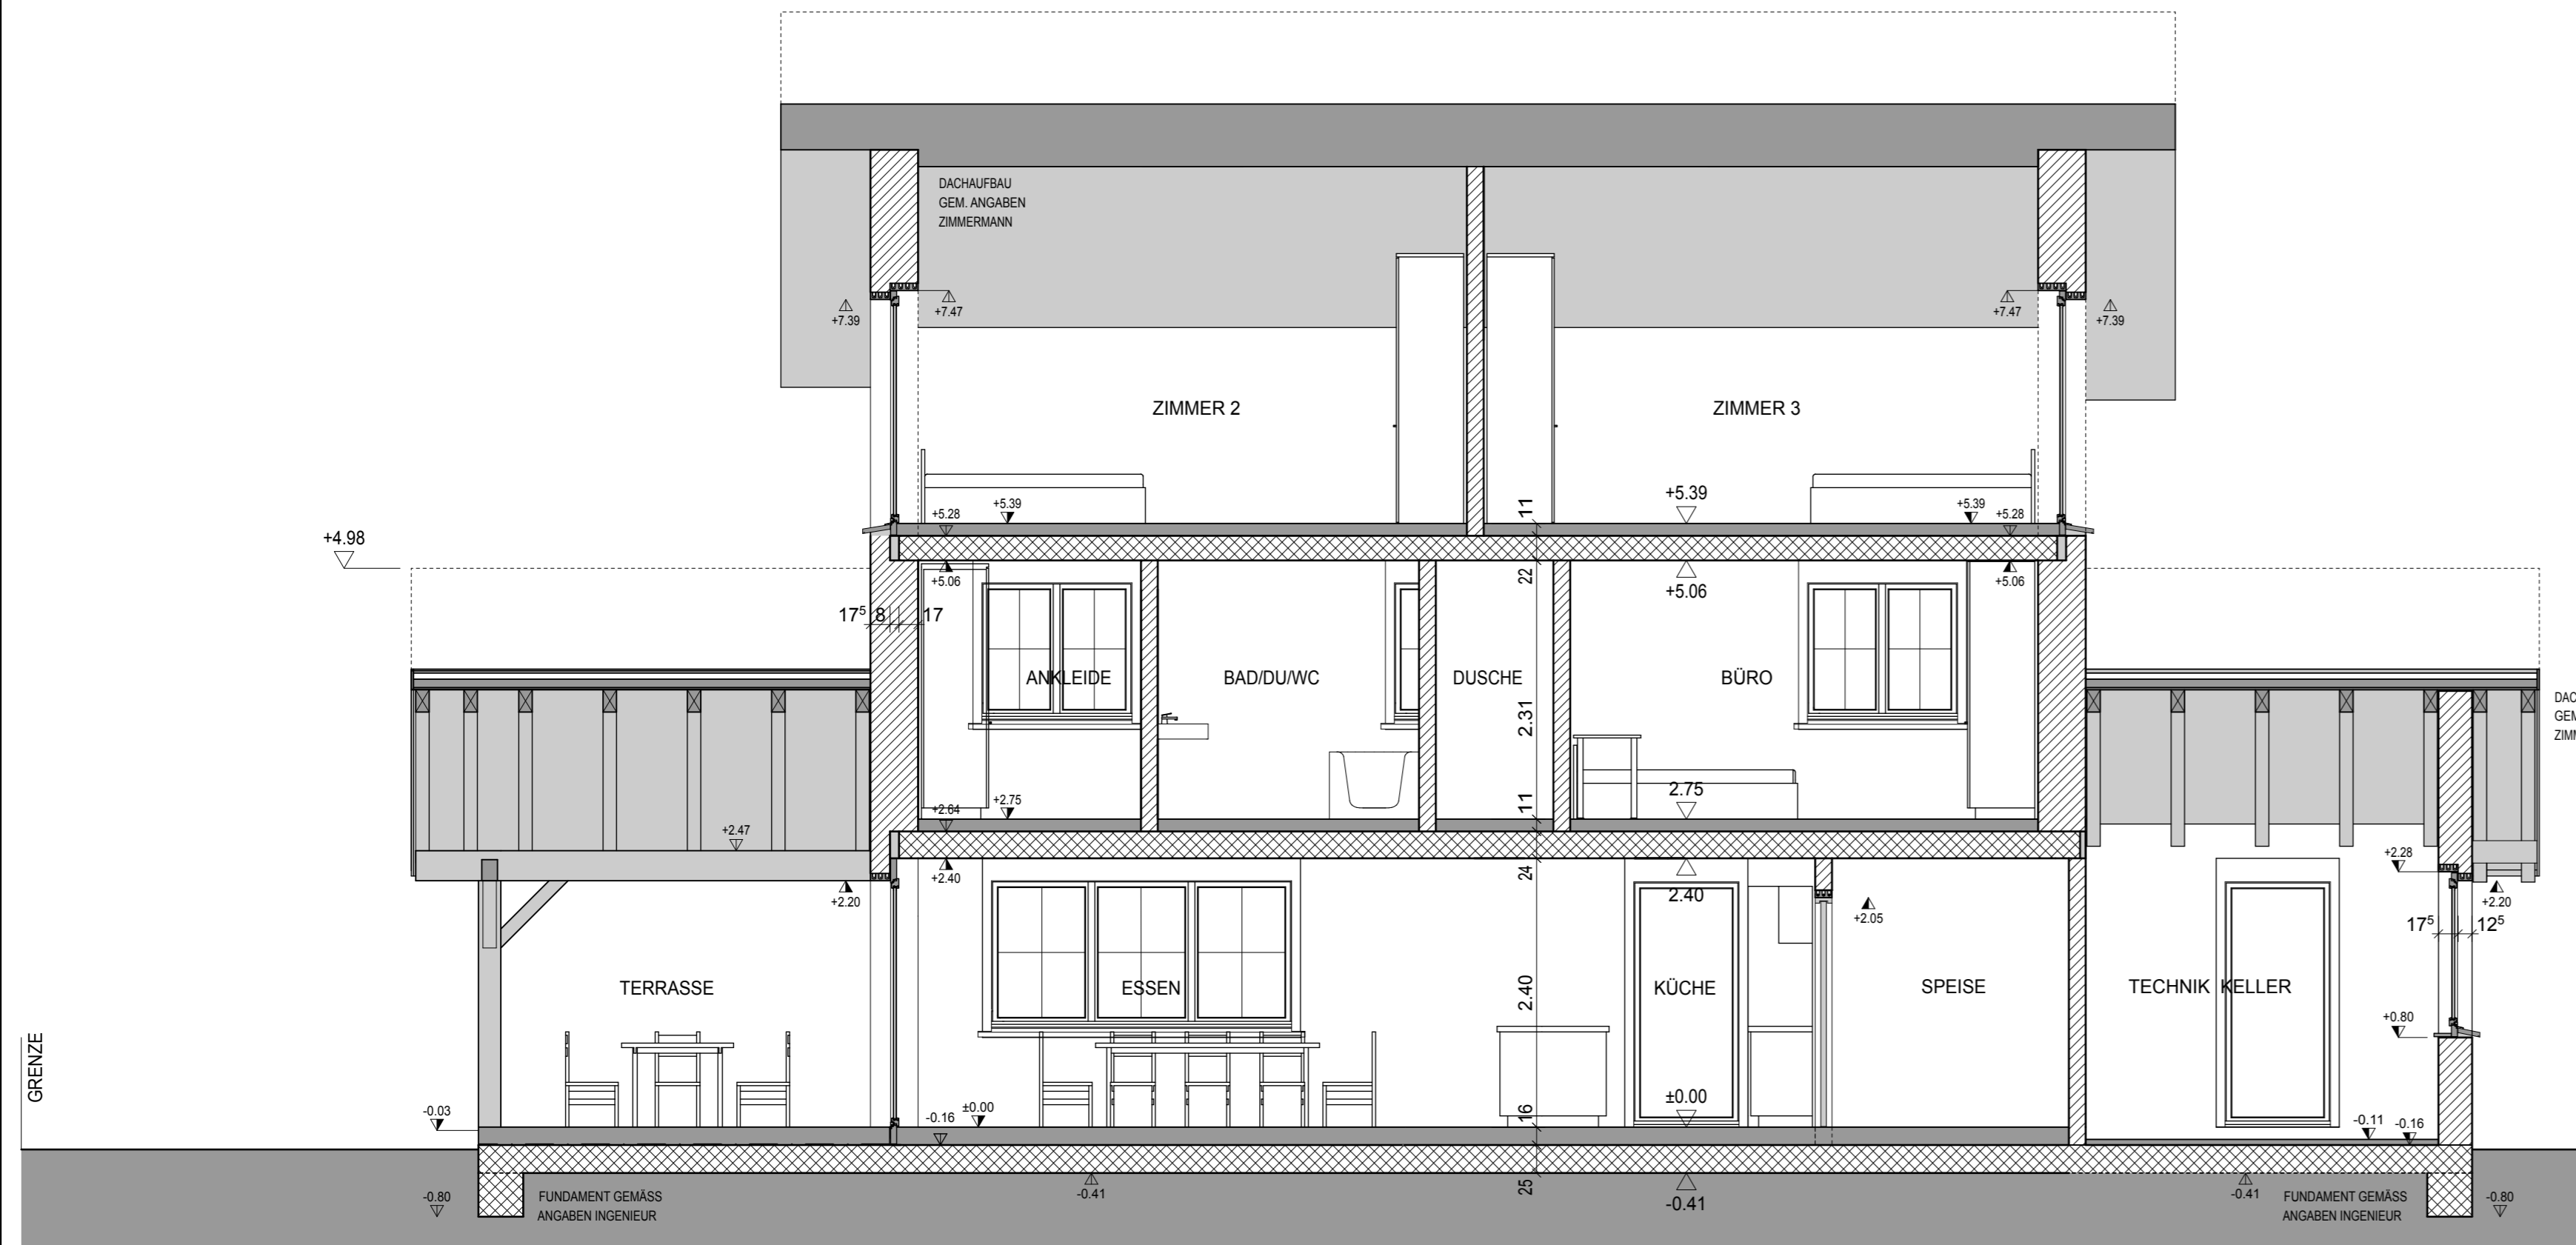 DACHAUFBAU
GEM. ANGABEN
ZIMMERMANN
+7.39
+7.47
+7.47
+7.39
ZIMMER 2
ZIMMER 3
+5.28
+5.39
11
+5.39
+5.39
+5.28
+4.98
+5.06
22
+5.06
+5.06
17⁵
8
17
ANKLEIDE
BAD/DU/WC
DUSCHE
BÜRO
2.31
DAC
GEM
ZIMM
+2.64
+2.75
11
2.75
+2.47
+2.20
+2.40
24
2.40
+2.05
+2.28
+2.20
17⁵
12⁵
TERRASSE
ESSEN
2.40
KÜCHE
SPEISE
TECHNIK KELLER
+0.80
GRENZE
-0.03
-0.16
±0.00
16
±0.00
-0.11
-0.16
-0.80
FUNDAMENT GEMÄSS
ANGABEN INGENIEUR
-0.41
25
-0.41
-0.41
FUNDAMENT GEMÄSS
ANGABEN INGENIEUR
-0.80